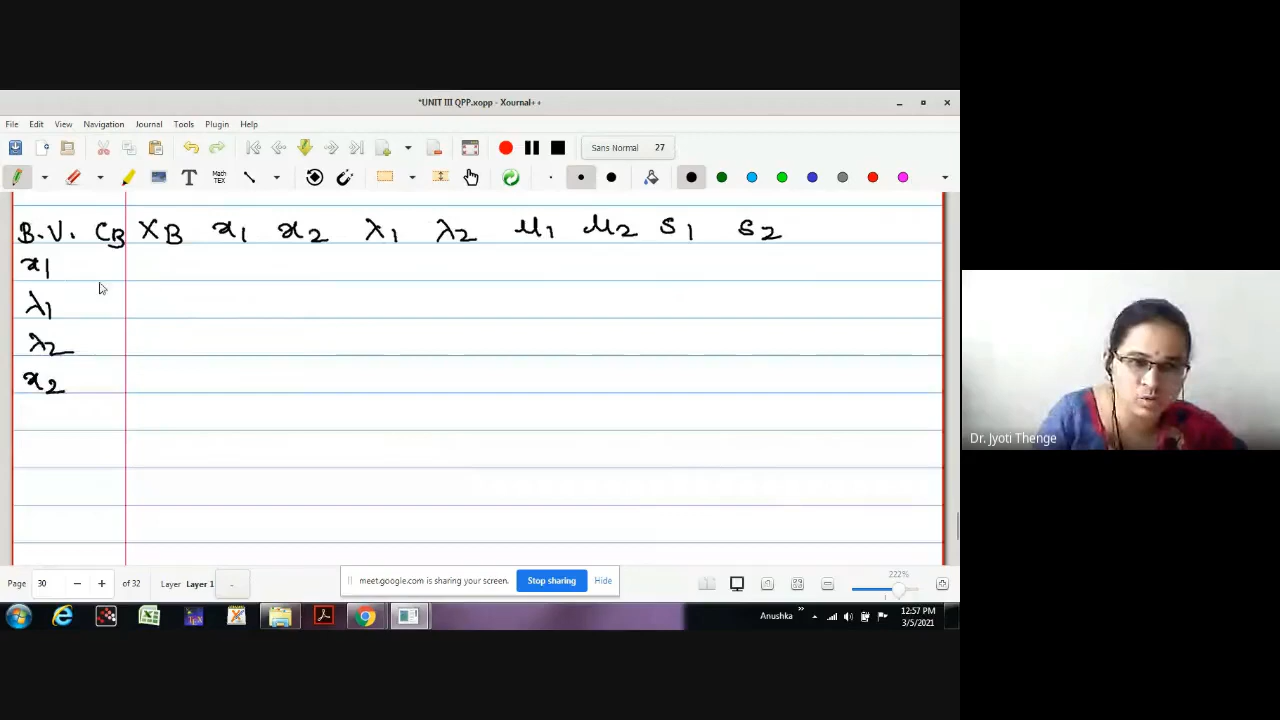 *UNIT III QPP.xopp - Xournal++
File Edit View Navigation Journal Tools Plugin Help
Sans Normal 27
T MATH TEX
B.V. CB XB x1 x2 λ1 λ2 μ1 μ2 s1 s2
x1
λ1
λ2
x2
Dr. Jyoti Thenge
Page 30 of 32 Layer Layer 1
meet.google.com is sharing your screen. Stop sharing Hide
222%
Anushka
12:57 PM
3/5/2021